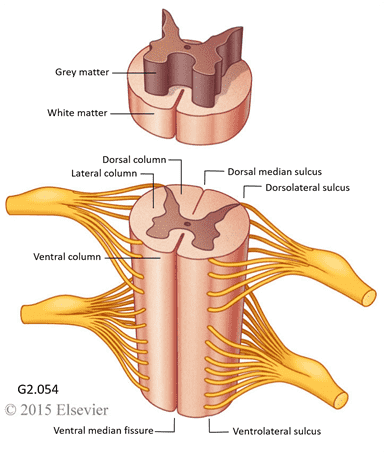 Grey matter
White matter
Dorsal column
Lateral column
Dorsal median sulcus
Dorsolateral sulcus
Ventral column
G2.054
© 2015 Elsevier
Ventral median fissure
Ventrolateral sulcus